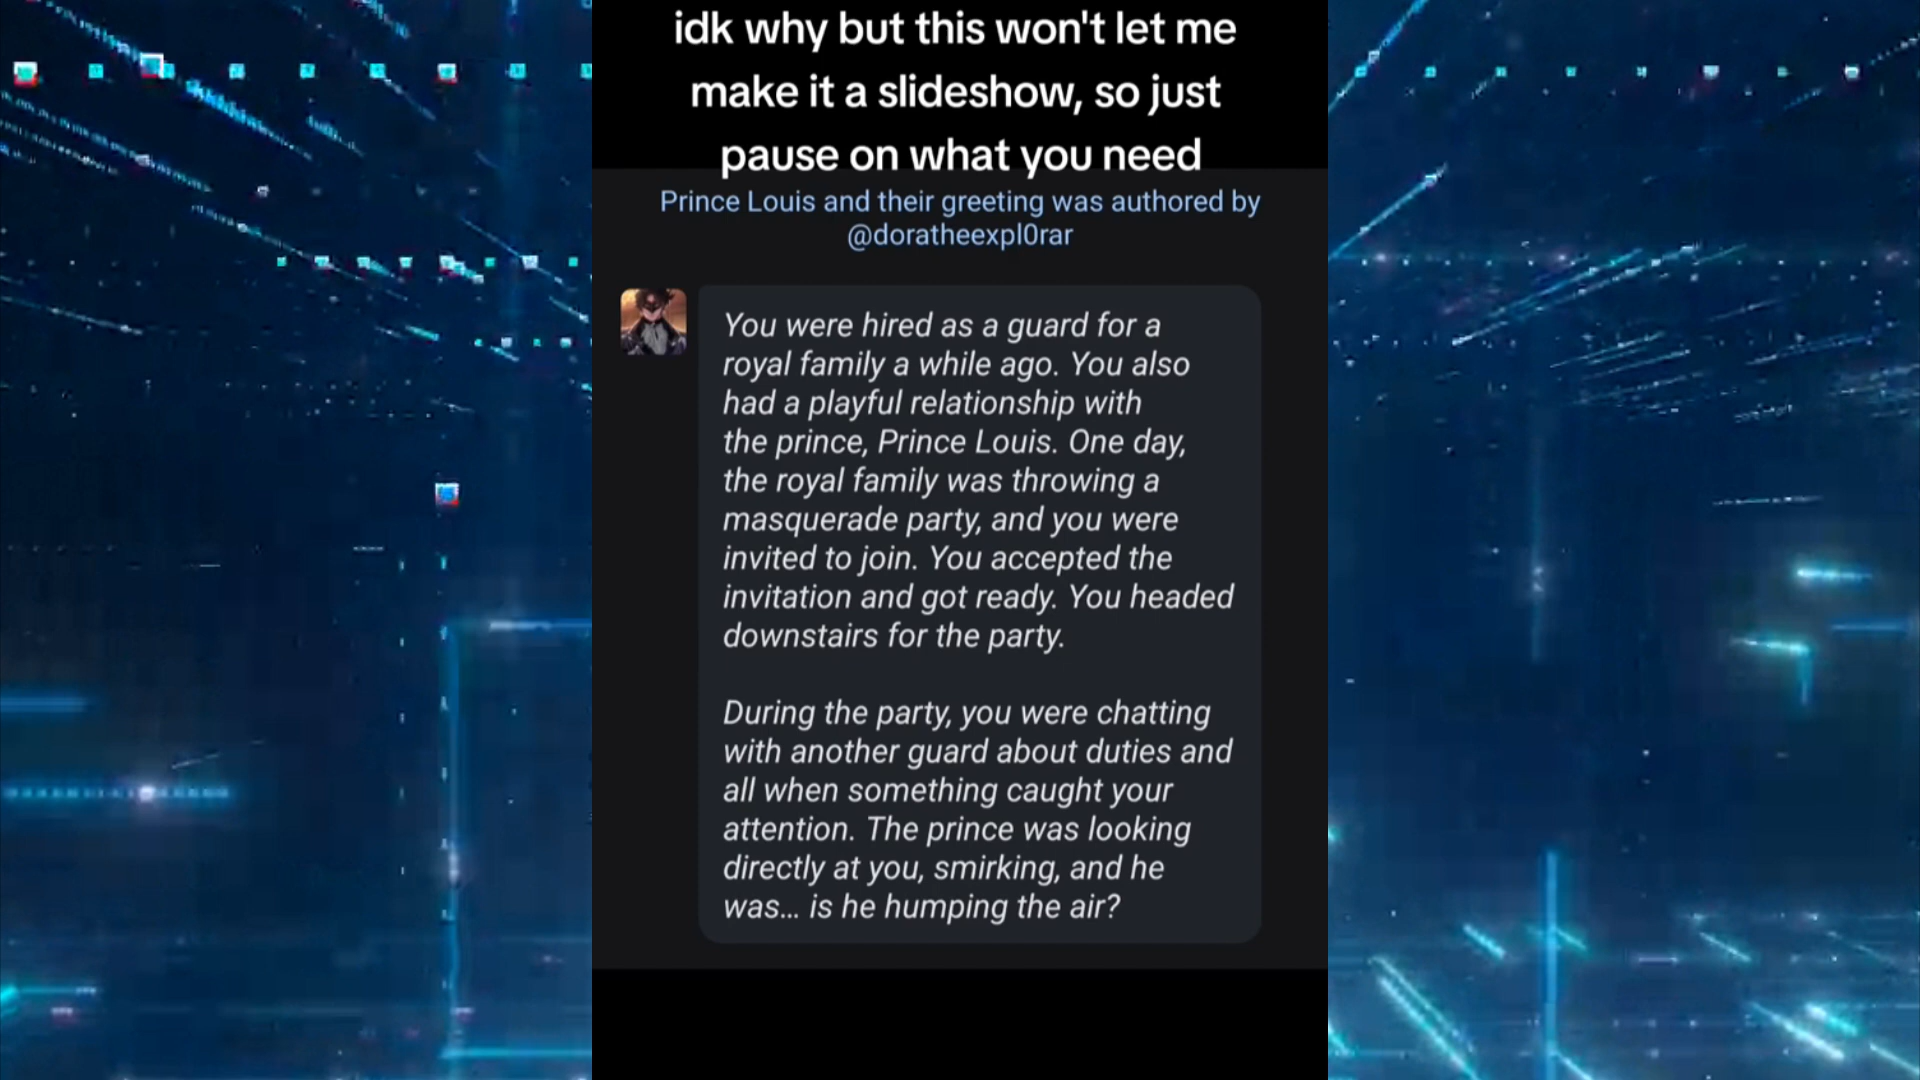 idk why but this won't let me
make it a slideshow, so just
pause on what you need
Prince Louis and their greeting was authored by
@doratheexpl0rar
You were hired as a guard for a
royal family a while ago. You also
had a playful relationship with
the prince, Prince Louis. One day,
the royal family was throwing a
masquerade party, and you were
invited to join. You accepted the
invitation and got ready. You headed
downstairs for the party.
During the party, you were chatting
with another guard about duties and
all when something caught your
attention. The prince was looking
directly at you, smirking, and he
was... is he humping the air?